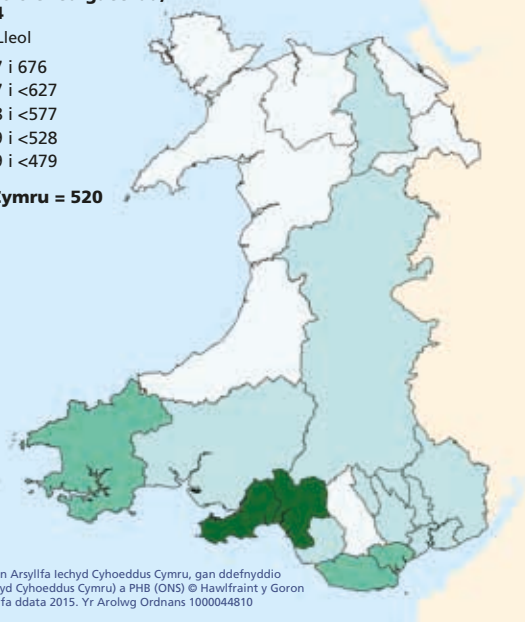 4
Lleol
7 i 676
7 i <627
3 i <577
9 i <528
9 i <479
Cymru = 520
n Arsyllfa Iechyd Cyhoeddus Cymru, gan ddefnyddio
yd Cyhoeddus Cymru) a PHB (ONS) © Hawlfraint y Goron
fa ddata 2015. Yr Arolwg Ordnans 1000044810